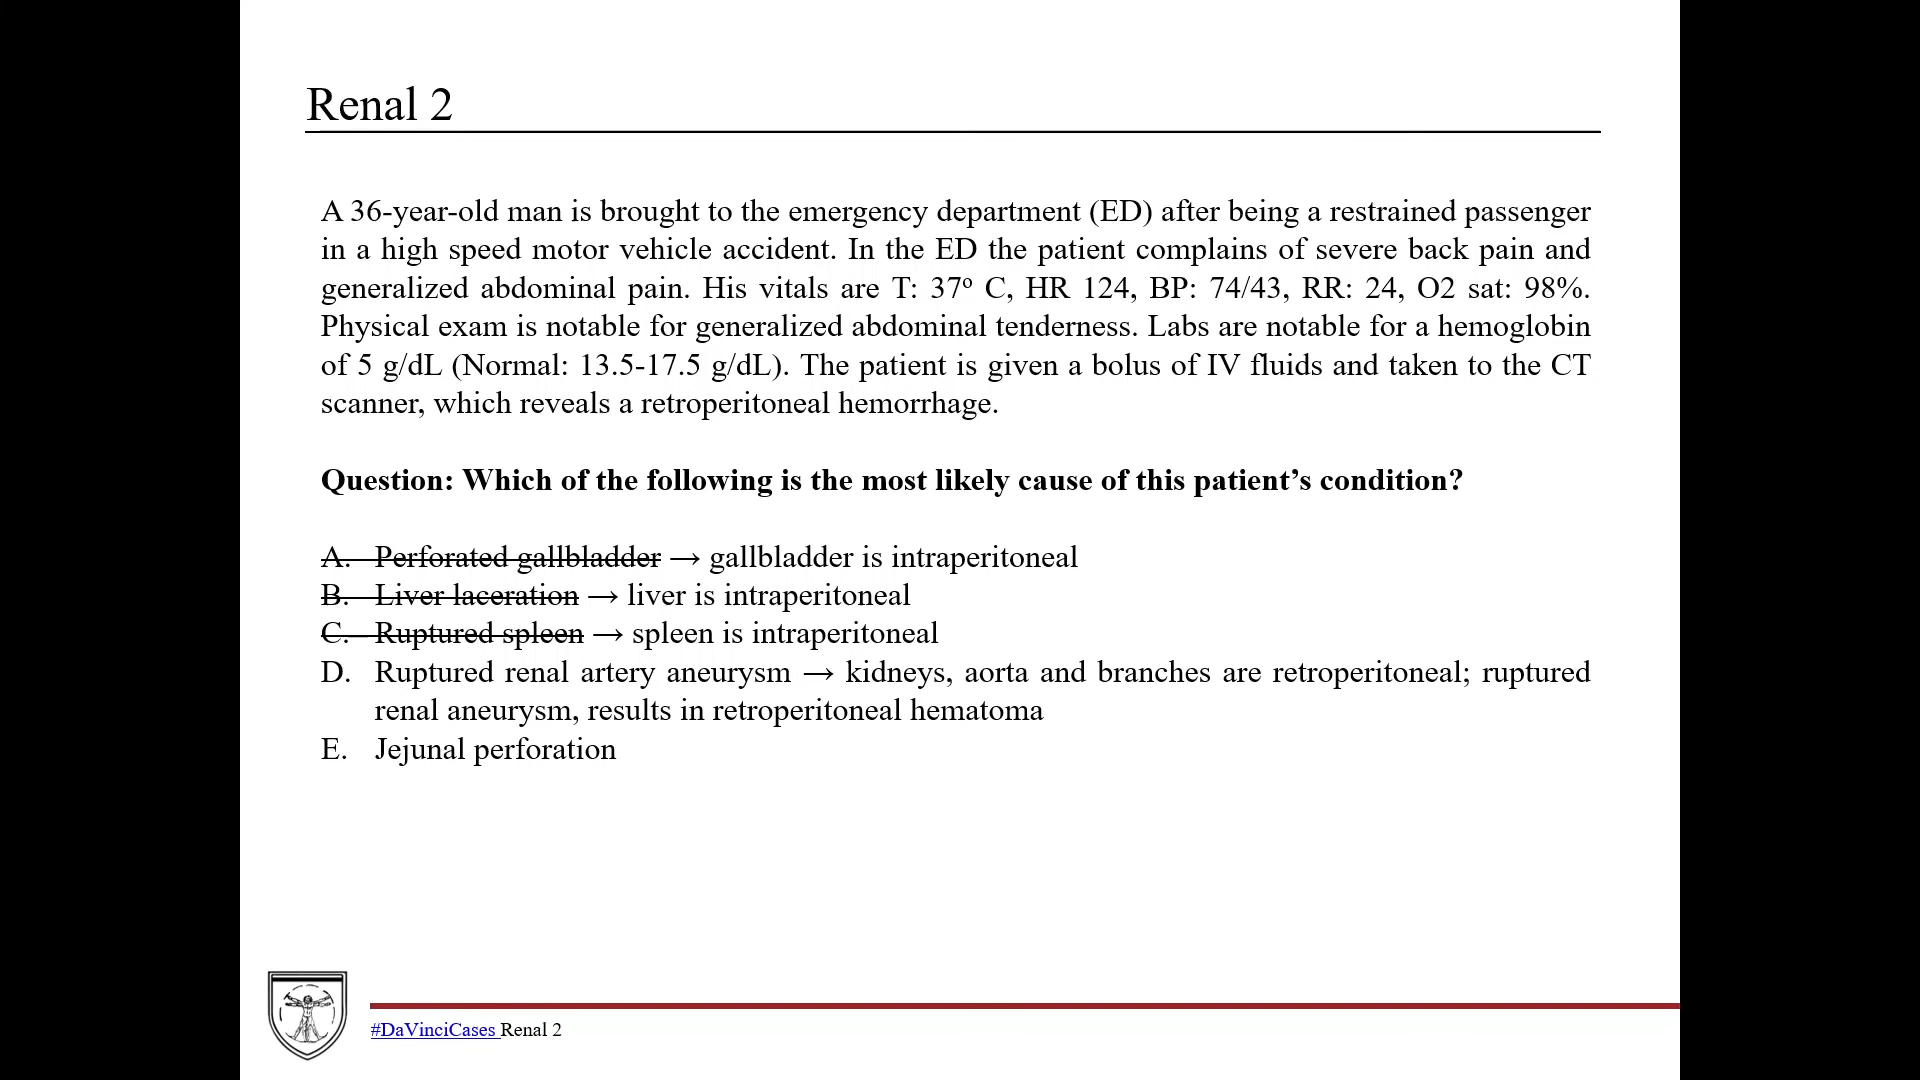 Renal 2
A 36-year-old man is brought to the emergency department (ED) after being a restrained passenger
in a high speed motor vehicle accident. In the ED the patient complains of severe back pain and
generalized abdominal pain. His vitals are T: 37º C, HR 124, BP: 74/43, RR: 24, O2 sat: 98%.
Physical exam is notable for generalized abdominal tenderness. Labs are notable for a hemoglobin
of 5 g/dL (Normal: 13.5-17.5 g/dL). The patient is given a bolus of IV fluids and taken to the CT
scanner, which reveals a retroperitoneal hemorrhage.
Question: Which of the following is the most likely cause of this patient’s condition?
A. Perforated gallbladder → gallbladder is intraperitoneal
B. Liver laceration → liver is intraperitoneal
C. Ruptured spleen → spleen is intraperitoneal
D. Ruptured renal artery aneurysm → kidneys, aorta and branches are retroperitoneal; ruptured
renal aneurysm, results in retroperitoneal hematoma
E. Jejunal perforation
#DaVinciCases Renal 2